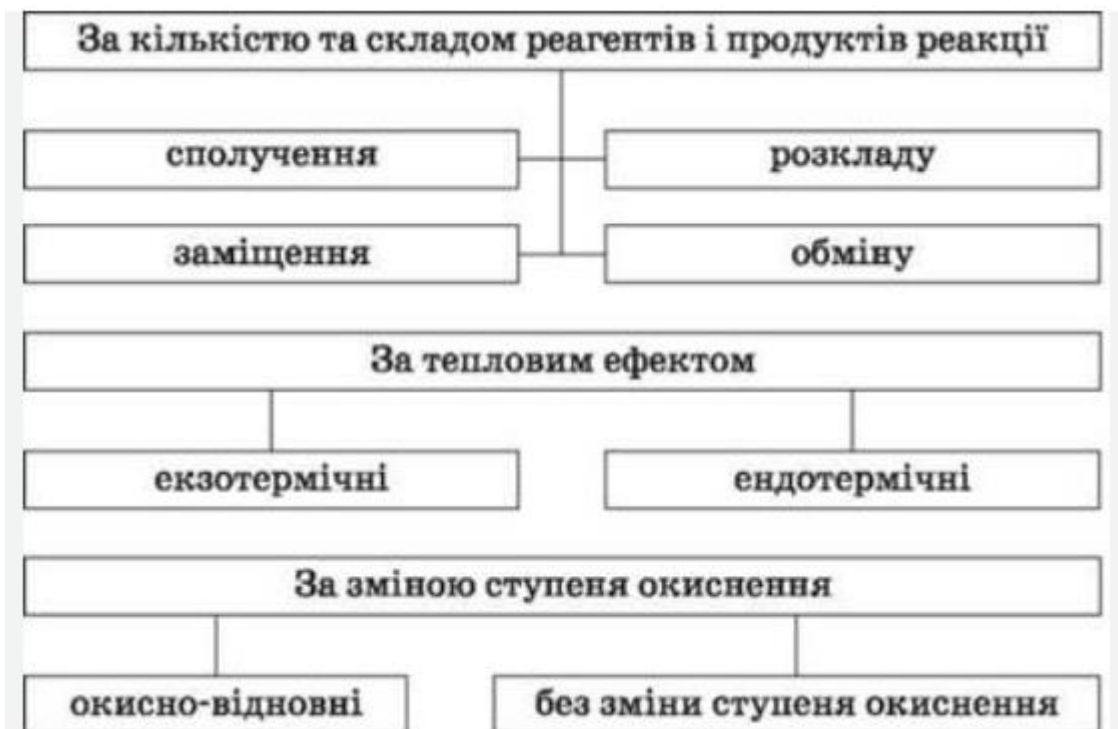 За кількістю та складом реагентів і продуктів реакції
сполучення
розкладу
заміщення
обміну
За тепловим ефектом
екзотермічні
ендотермічні
За зміною ступеня окиснення
окисно-відновні
без зміни ступеня окиснення